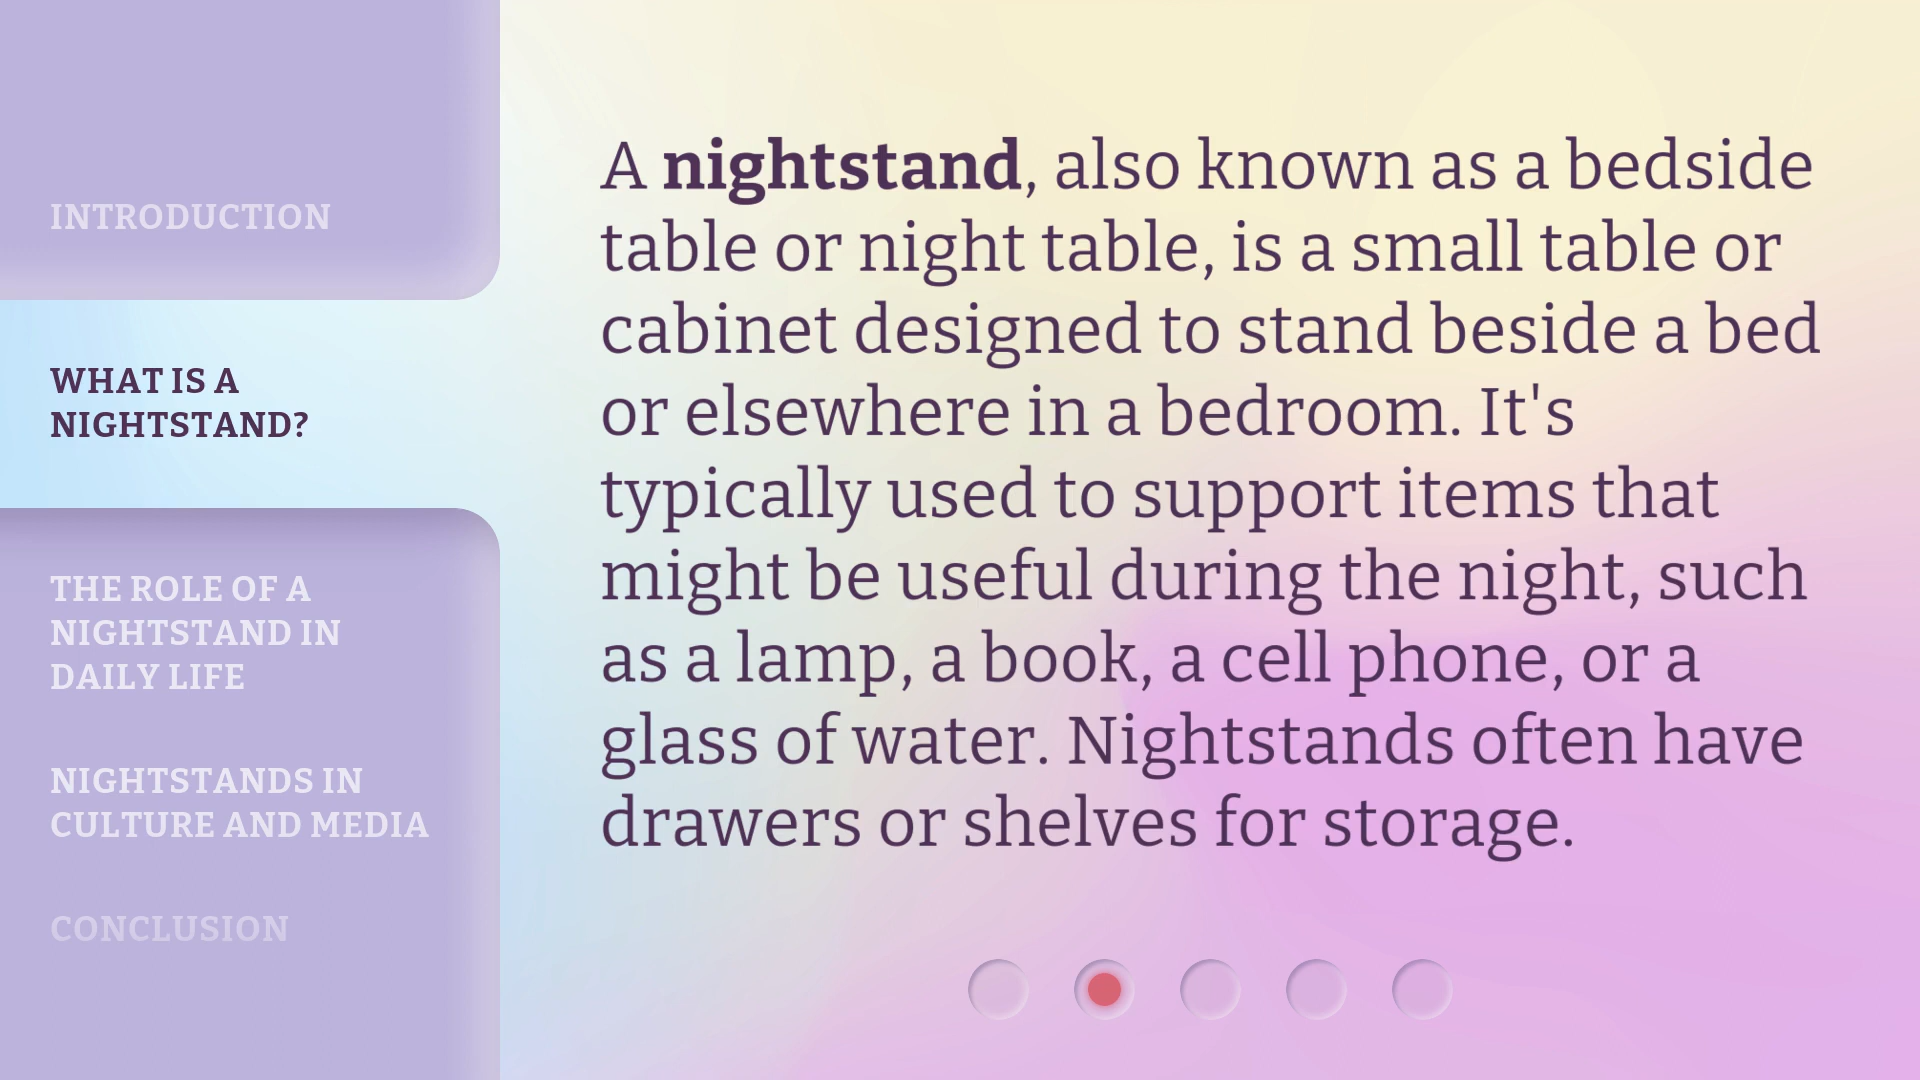 INTRODUCTION
WHAT IS A
NIGHTSTAND?
THE ROLE OF A
NIGHTSTAND IN
DAILY LIFE
NIGHTSTANDS IN
CULTURE AND MEDIA
CONCLUSION
A nightstand, also known as a bedside
table or night table, is a small table or
cabinet designed to stand beside a bed
or elsewhere in a bedroom. It's
typically used to support items that
might be useful during the night, such
as a lamp, a book, a cell phone, or a
glass of water. Nightstands often have
drawers or shelves for storage.